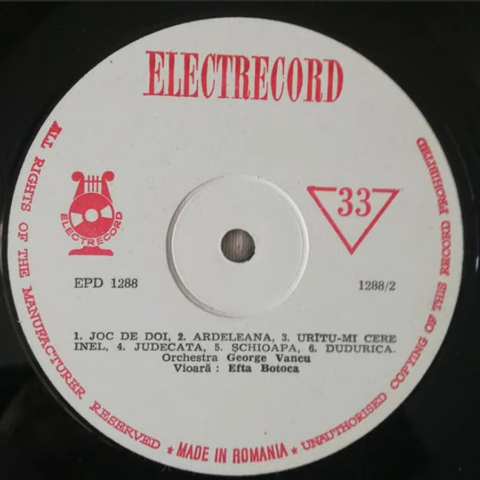 ELECTRECORD
ELECTRECORD
33
EPD 1288
1288/2
1. JOC DE DOI, 2. ARDELEANA, 3. URÎTU-MI CERE
INEL, 4. JUDECATA, 5. ȘCHIOAPA, 6. DUDURICA.
Orchestra George Vancu
Vioară : Efta Botoca
ALL RIGHTS OF THE MANUFACTURER RESERVED ★ MADE IN ROMANIA ★ UNAUTHORISED COPYING OF THIS RECORD PROHIBITED